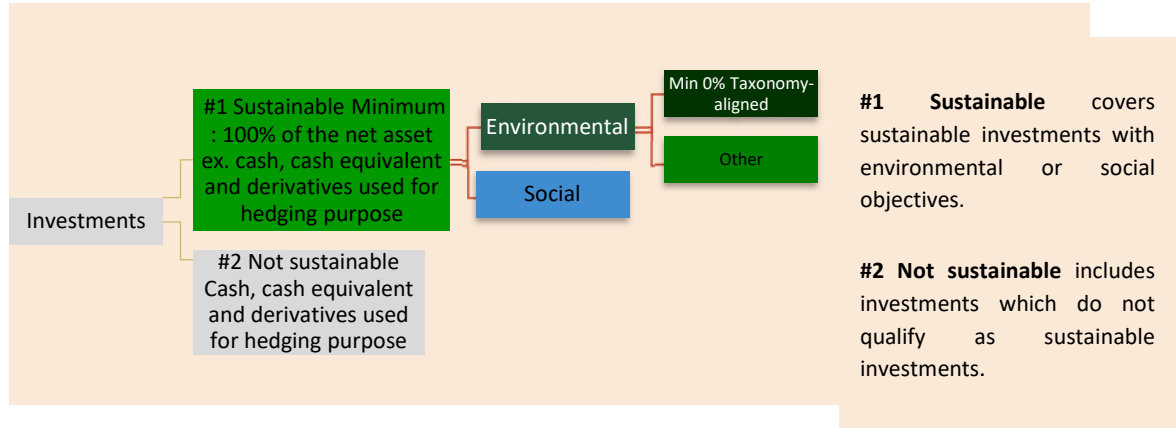 Investments
#1 Sustainable Minimum
: 100% of the net asset
ex. cash, cash equivalent
and derivatives used for
hedging purpose
#2 Not sustainable
Cash, cash equivalent
and derivatives used
for hedging purpose
Environmental
Social
Min 0% Taxonomy-
aligned
Other
#1 Sustainable covers
sustainable investments with
environmental or social
objectives.
#2 Not sustainable includes
investments which do not
qualify as sustainable
investments.